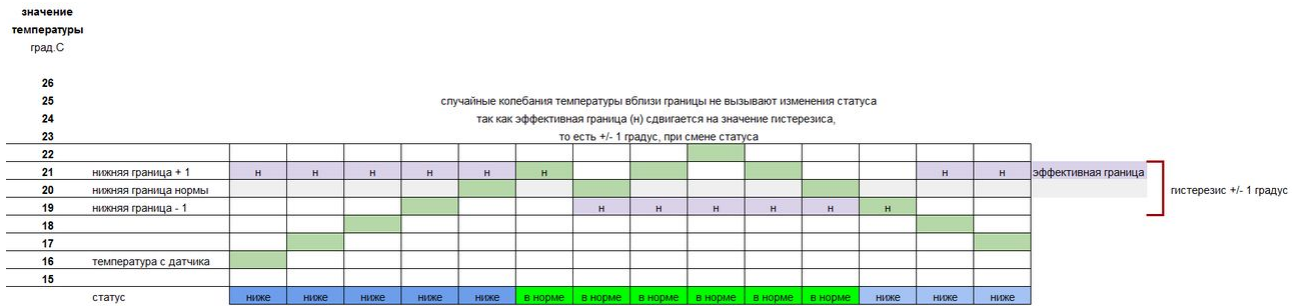 значение
температуры
град.С
26
25 случайные колебания температуры вблизи границы не вызывают изменения статуса
24 так как эффективная граница (н) сдвигается на значение гистерезиса,
23 то есть +/- 1 градус, при смене статуса
22
21 нижняя граница + 1 н н н н н н н н эффективная граница
20 нижняя граница нормы гистерезис +/- 1 градус
19 нижняя граница - 1 н н н н н н
18
17
16 температура с датчика
15
статус ниже ниже ниже ниже ниже в норме в норме в норме в норме в норме в норме ниже ниже ниже